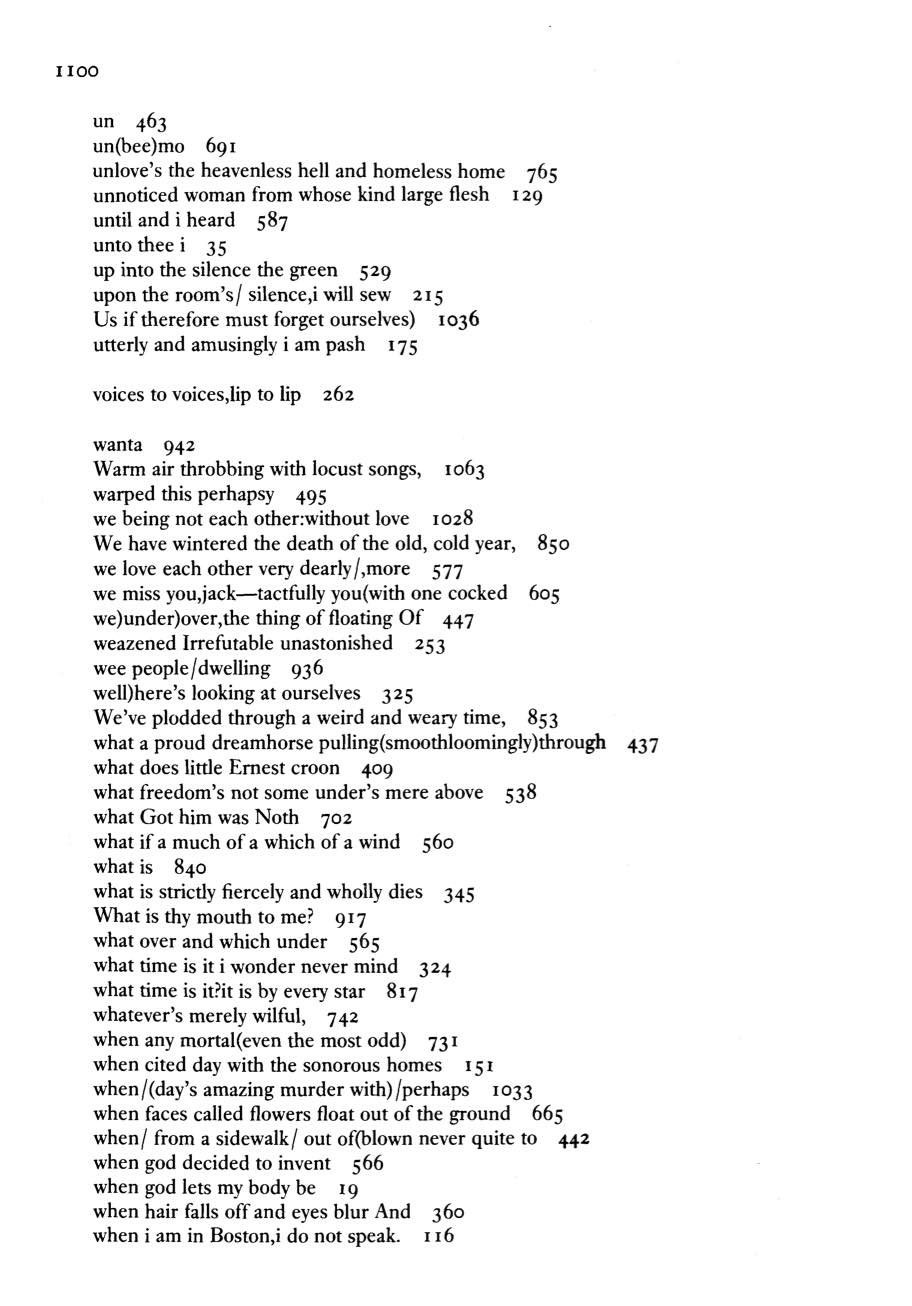 1100
un 463
un(bee)mo 691
unlove's the heavenless hell and homeless home 765
unnoticed woman from whose kind large flesh 129
until and i heard 587
unto thee i 35
up into the silence the green 529
upon the room's/ silence,i will sew 215
Us if therefore must forget ourselves) 1036
utterly and amusingly i am pash 175
voices to voices,lip to lip 262
wanta 942
Warm air throbbing with locust songs, 1063
warped this perhapsy 495
we being not each other:without love 1028
We have wintered the death of the old, cold year, 850
we love each other very dearly/,more 577
we miss you,jack—tactfully you(with one cocked 605
we)under)over,the thing of floating Of 447
weazened Irrefutable unastonished 253
wee people/dwelling 936
well)here's looking at ourselves 325
We've plodded through a weird and weary time, 853
what a proud dreamhorse pulling(smoothloomingly)through 437
what does little Ernest croon 409
what freedom's not some under's mere above 538
what Got him was Noth 702
what if a much of a which of a wind 560
what is 840
what is strictly fiercely and wholly dies 345
What is thy mouth to me? 917
what over and which under 565
what time is it i wonder never mind 324
what time is it?it is by every star 817
whatever's merely wilful, 742
when any mortal(even the most odd) 731
when cited day with the sonorous homes 151
when/(day's amazing murder with)/perhaps 1033
when faces called flowers float out of the ground 665
when/ from a sidewalk/ out of(blown never quite to 442
when god decided to invent 566
when god lets my body be 19
when hair falls off and eyes blur And 360
when i am in Boston,i do not speak. 116